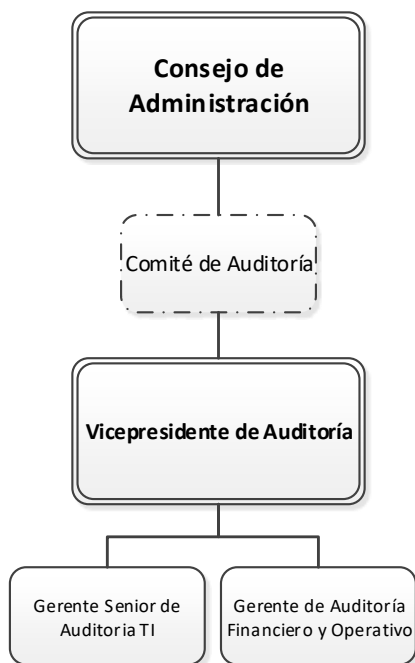 Consejo de
Administración
Comité de Auditoría
Vicepresidente de Auditoría
Gerente Senior de
Auditoria TI
Gerente de Auditoría
Financiero y Operativo